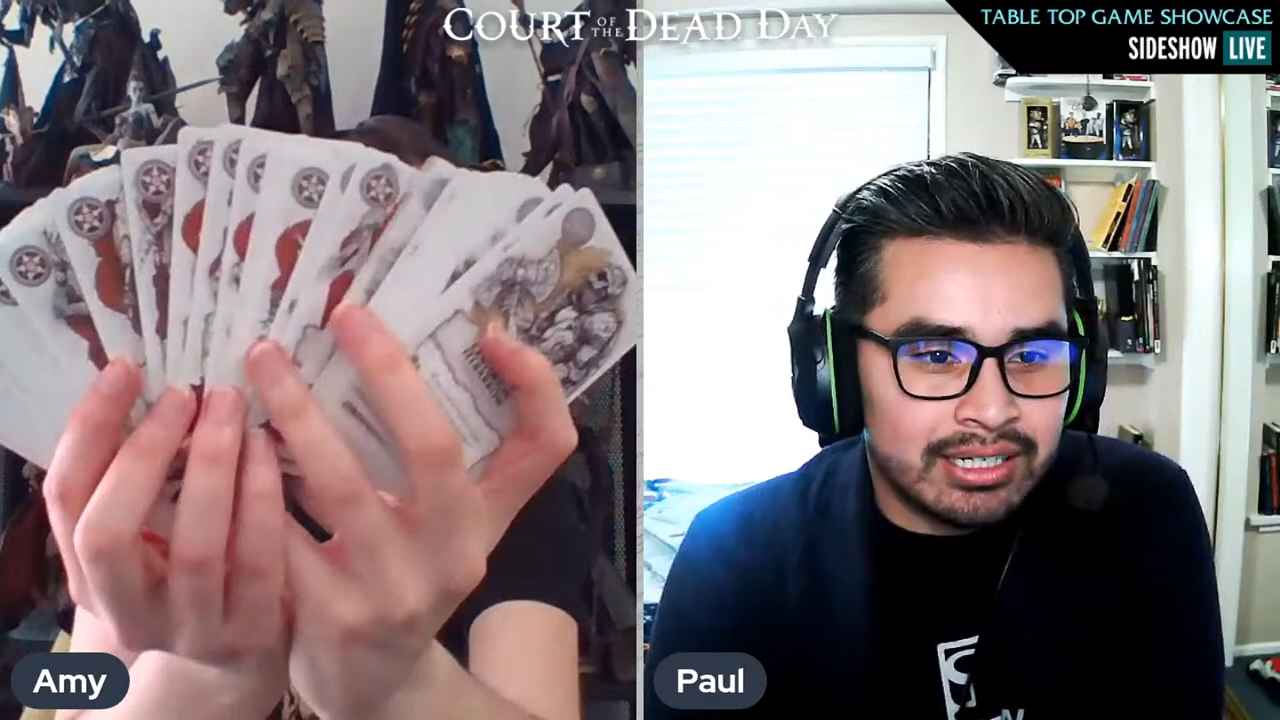 COURT OF THE DEAD DAY
TABLE TOP GAME SHOWCASE
SIDESHOW LIVE
Amy
Paul